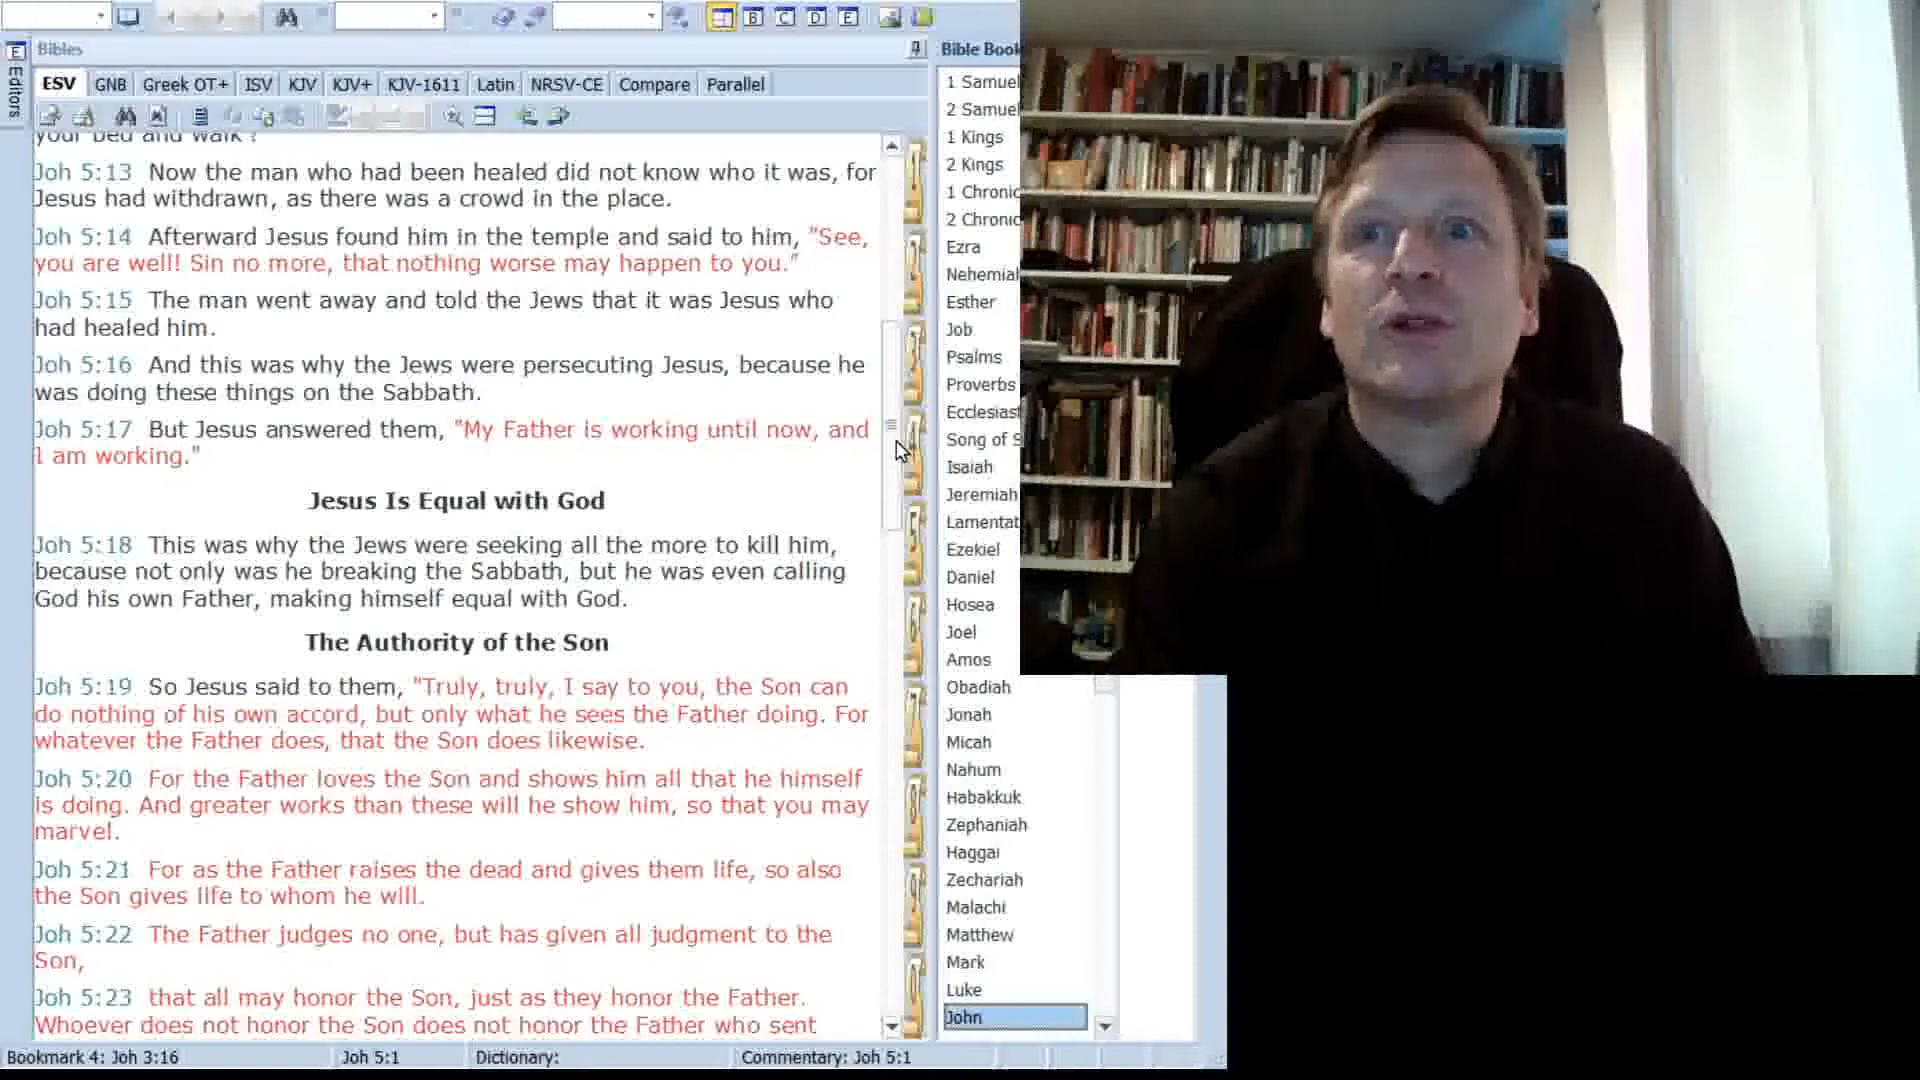 B C D E
E Editors
Bibles
ESV GNB Greek OT+ ISV KJV KJV+ KJV-1611 Latin NRSV-CE Compare Parallel
your bed and walk'?
Joh 5:13 Now the man who had been healed did not know who it was, for
Jesus had withdrawn, as there was a crowd in the place.
Joh 5:14 Afterward Jesus found him in the temple and said to him, "See,
you are well! Sin no more, that nothing worse may happen to you."
Joh 5:15 The man went away and told the Jews that it was Jesus who
had healed him.
Joh 5:16 And this was why the Jews were persecuting Jesus, because he
was doing these things on the Sabbath.
Joh 5:17 But Jesus answered them, "My Father is working until now, and
I am working."
Jesus Is Equal with God
Joh 5:18 This was why the Jews were seeking all the more to kill him,
because not only was he breaking the Sabbath, but he was even calling
God his own Father, making himself equal with God.
The Authority of the Son
Joh 5:19 So Jesus said to them, "Truly, truly, I say to you, the Son can
do nothing of his own accord, but only what he sees the Father doing. For
whatever the Father does, that the Son does likewise.
Joh 5:20 For the Father loves the Son and shows him all that he himself
is doing. And greater works than these will he show him, so that you may
marvel.
Joh 5:21 For as the Father raises the dead and gives them life, so also
the Son gives life to whom he will.
Joh 5:22 The Father judges no one, but has given all judgment to the
Son,
Joh 5:23 that all may honor the Son, just as they honor the Father.
Whoever does not honor the Son does not honor the Father who sent
Bible Book
1 Samuel
2 Samuel
1 Kings
2 Kings
1 Chronic
2 Chronic
Ezra
Nehemiah
Esther
Job
Psalms
Proverbs
Ecclesiast
Song of S
Isaiah
Jeremiah
Lamentat
Ezekiel
Daniel
Hosea
Joel
Amos
Obadiah
Jonah
Micah
Nahum
Habakkuk
Zephaniah
Haggai
Zechariah
Malachi
Matthew
Mark
Luke
John
Bookmark 4: Joh 3:16 Joh 5:1 Dictionary: Commentary: Joh 5:1